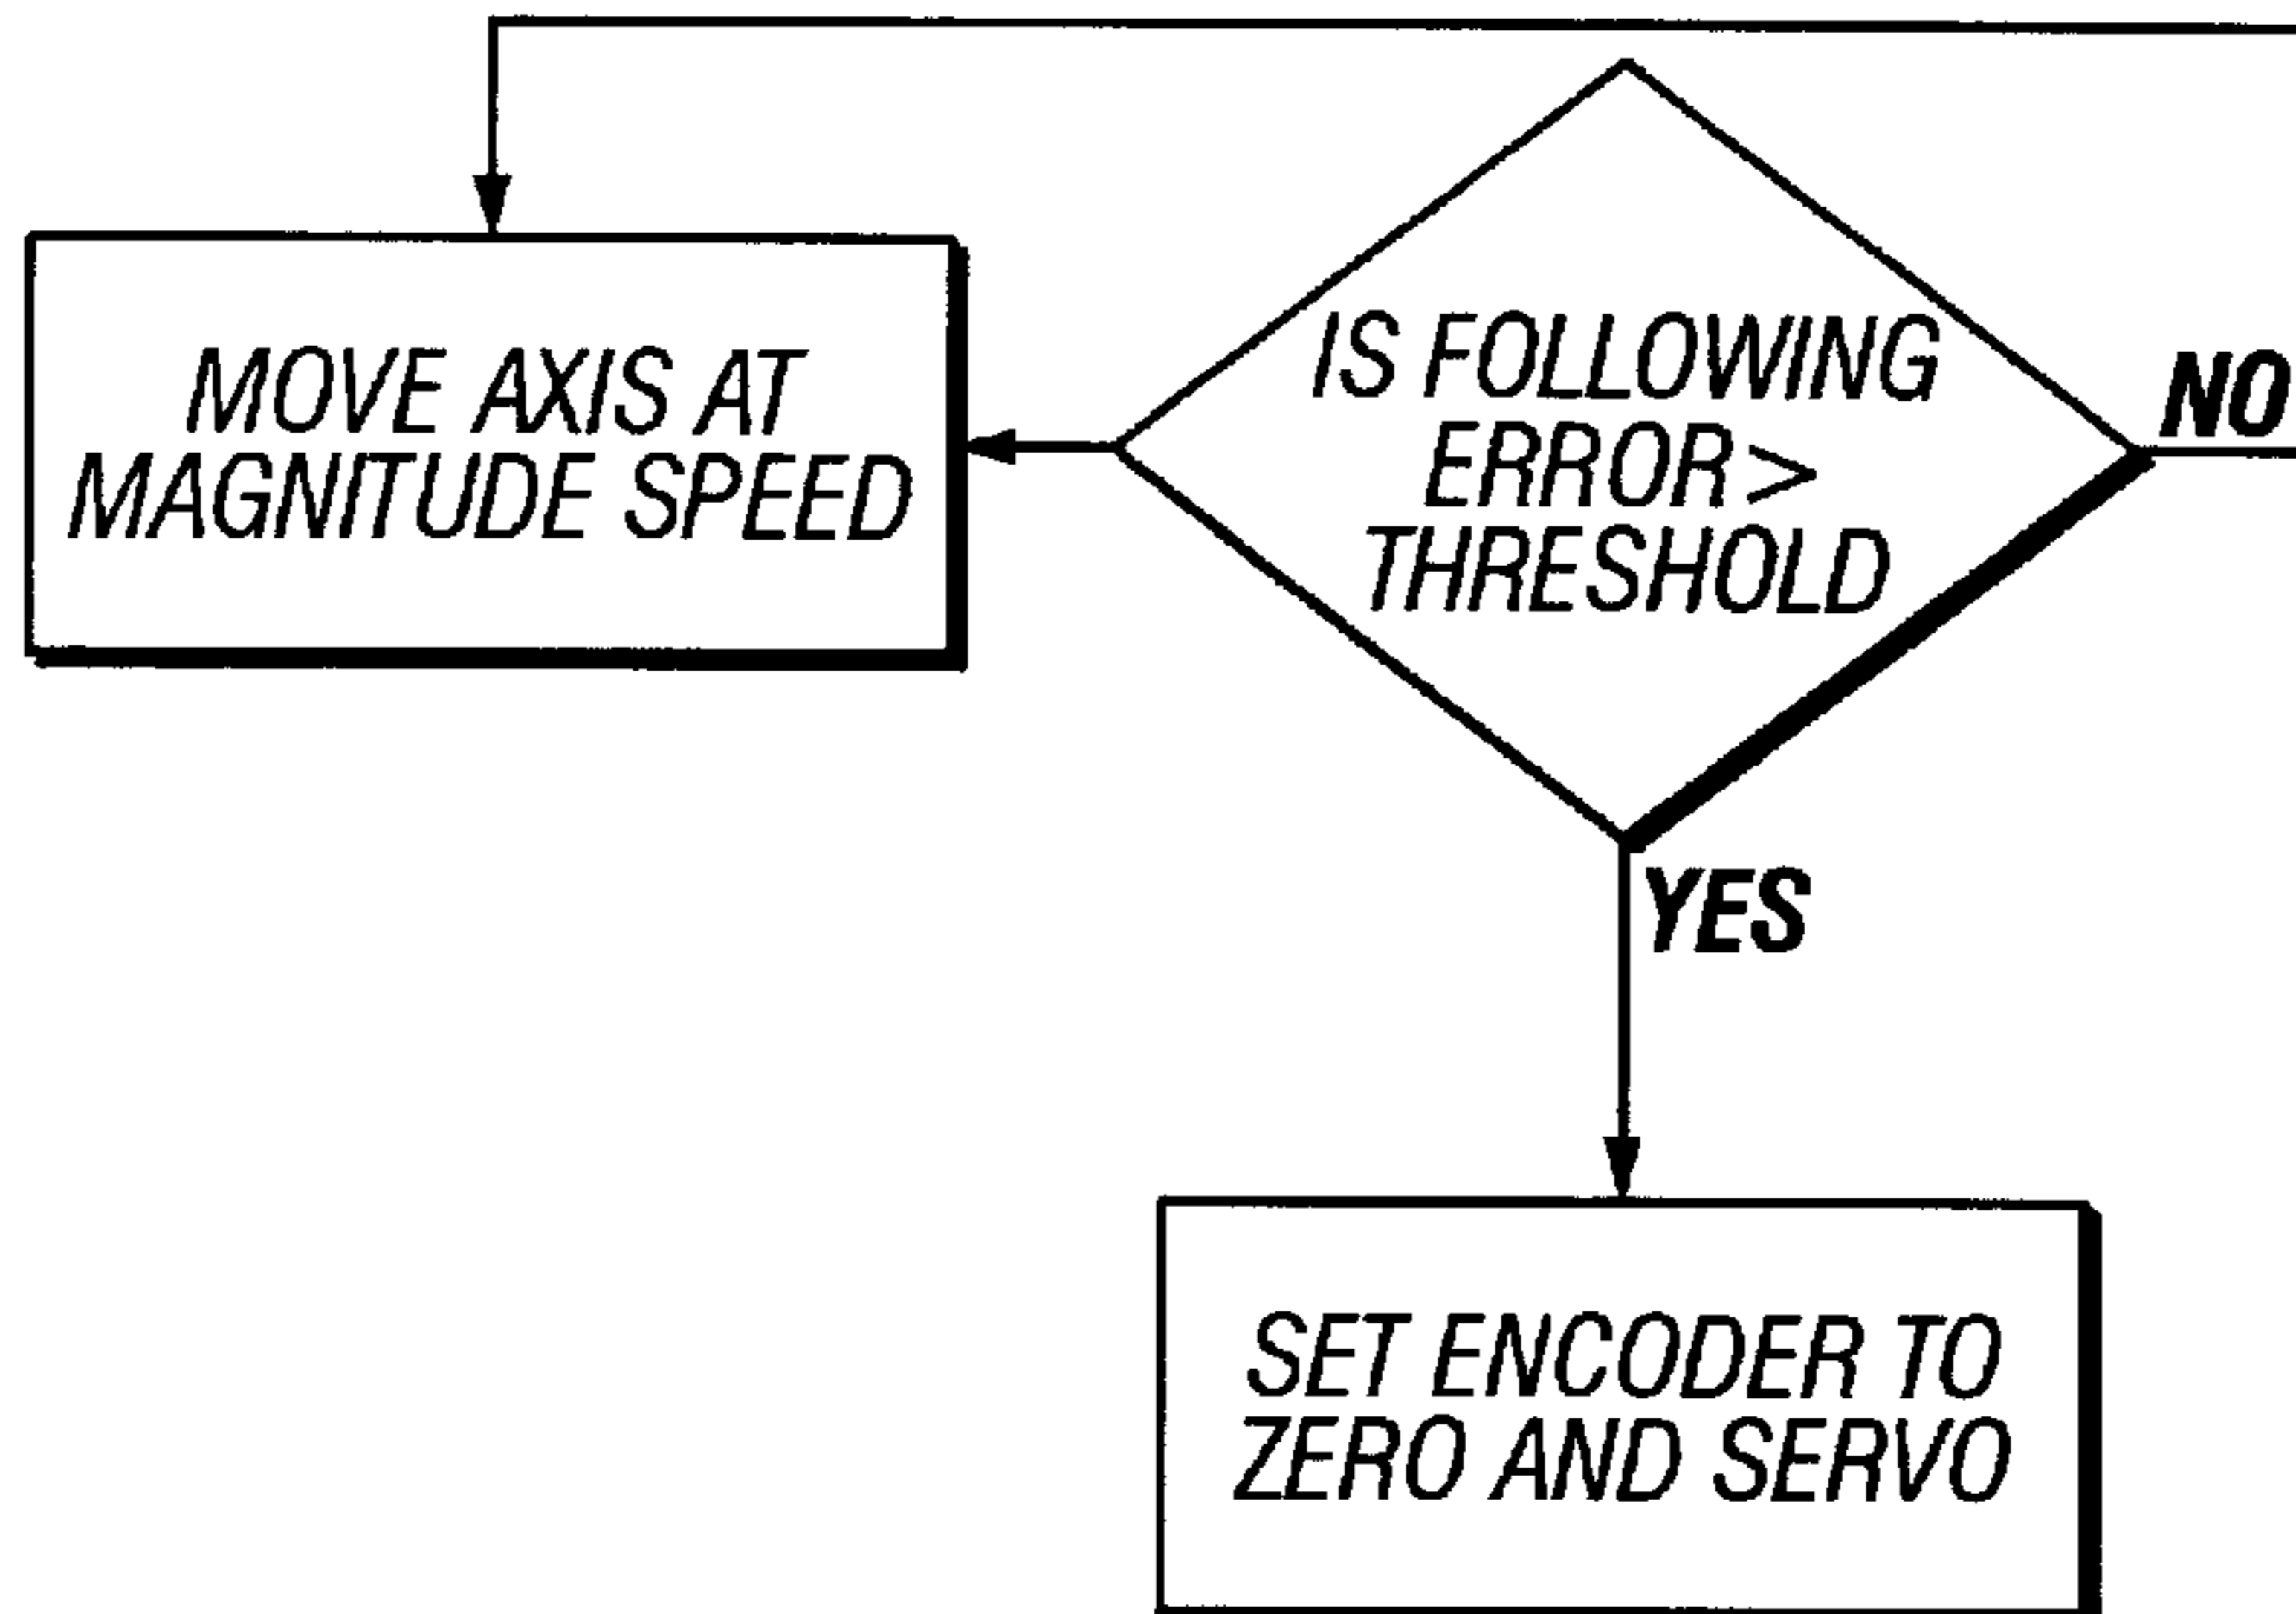 MOVE AXIS AT
MAGNITUDE SPEED
IS FOLLOWING
ERROR >
THRESHOLD
NO
YES
SET ENCODER TO
ZERO AND SERVO